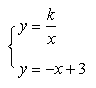 y = k/x
y = -x + 3